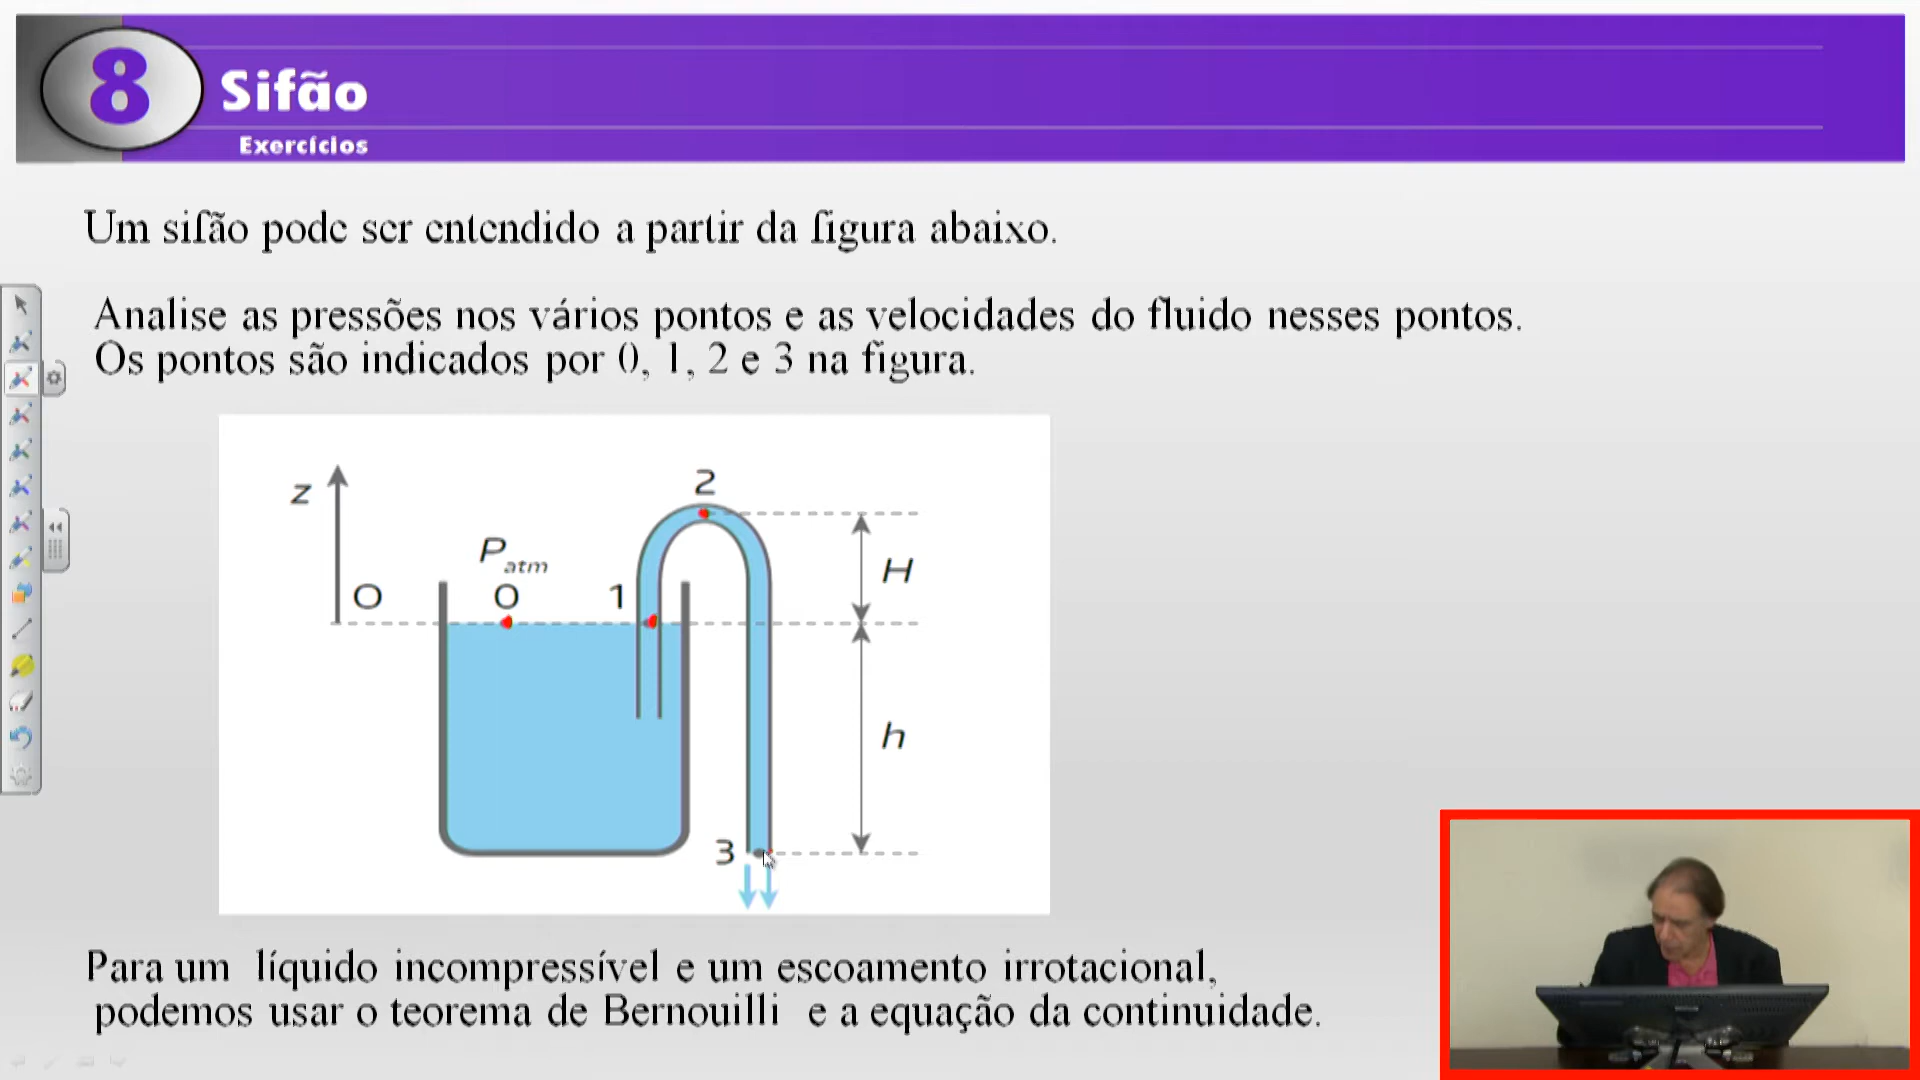 8
Sifão
Exercícios
Um sifão pode ser entendido a partir da figura abaixo.
Analise as pressões nos vários pontos e as velocidades do fluido nesses pontos.
Os pontos são indicados por 0, 1, 2 e 3 na figura.
2
z
P atm
H
O
0
1
h
3
Para um líquido incompressível e um escoamento irrotacional,
podemos usar o teorema de Bernouilli e a equação da continuidade.